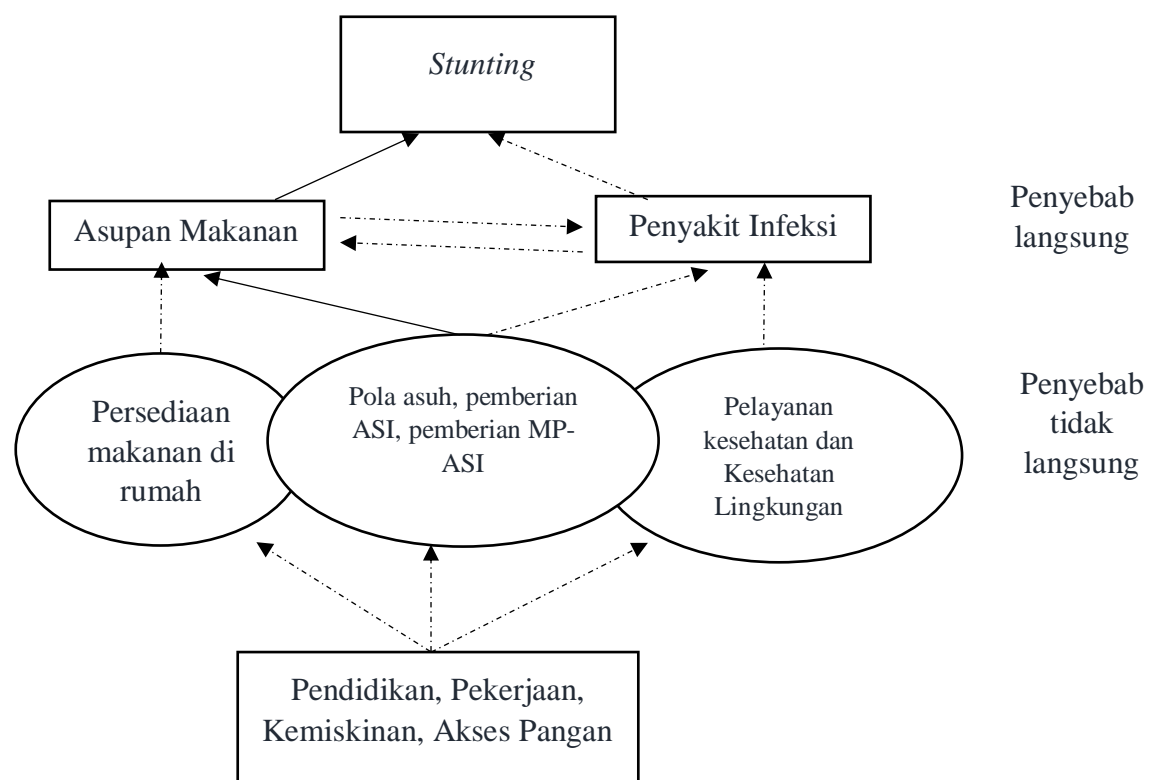 Stunting
Asupan Makanan
Penyakit Infeksi
Penyebab
langsung
Persediaan
makanan di
rumah
Pola asuh, pemberian
ASI, pemberian MP-
ASI
Pelayanan
kesehatan dan
Kesehatan
Lingkungan
Penyebab
tidak
langsung
Pendidikan, Pekerjaan,
Kemiskinan, Akses Pangan